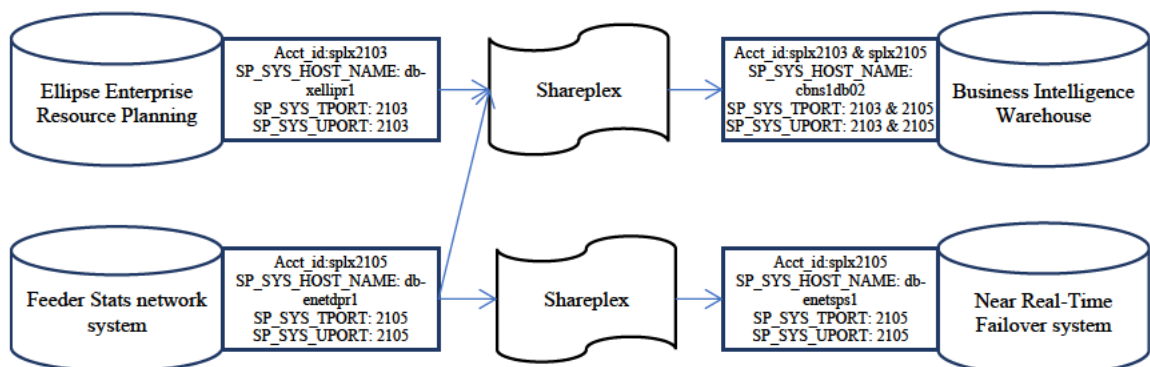 Ellipse Enterprise
Resource Planning
Acct_id:splx2103
SP_SYS_HOST_NAME: db-
xellipr1
SP_SYS_TPORT: 2103
SP_SYS_UPORT: 2103
Shareplex
Acct_id:splx2103 & splx2105
SP_SYS_HOST_NAME:
cbns1db02
SP_SYS_TPORT: 2103 & 2105
SP_SYS_UPORT: 2103 & 2105
Business Intelligence
Warehouse
Feeder Stats network
system
Acct_id:splx2105
SP_SYS_HOST_NAME: db-
enetdpr1
SP_SYS_TPORT: 2105
SP_SYS_UPORT: 2105
Shareplex
Acct_id:splx2105
SP_SYS_HOST_NAME: db-
enetsps1
SP_SYS_TPORT: 2105
SP_SYS_UPORT: 2105
Near Real-Time
Failover system